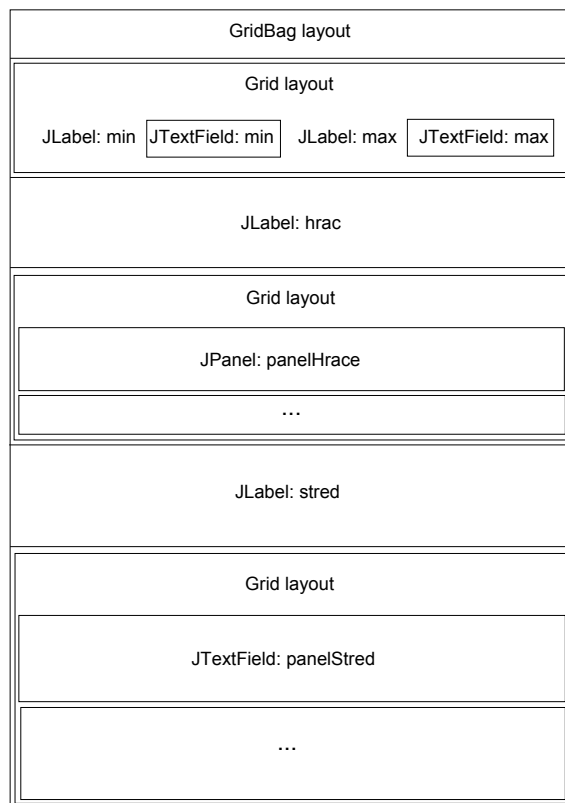 GridBag layout
Grid layout
JLabel: min JTextField: min JLabel: max JTextField: max
JLabel: hrac
Grid layout
JPanel: panelHrace
...
JLabel: stred
Grid layout
JTextField: panelStred
...